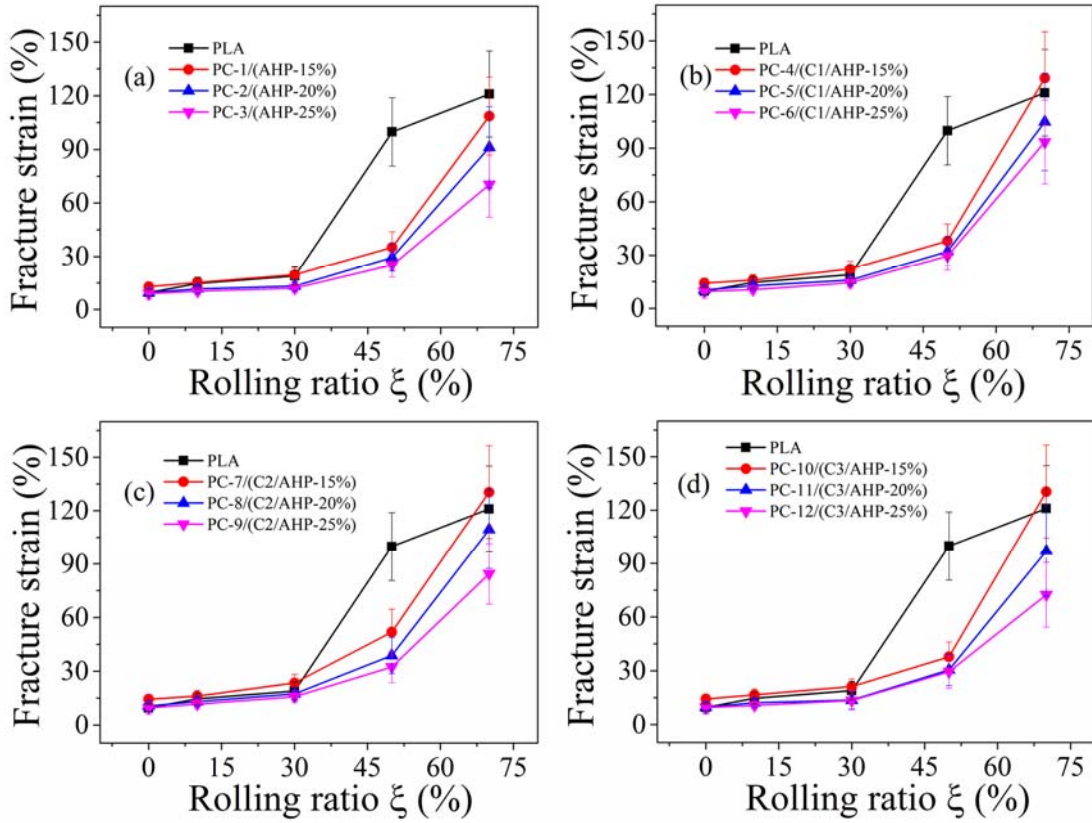 Fracture strain (%)
150
120
90
60
30
0
(a)
PLA
PC-1/(AHP-15%)
PC-2/(AHP-20%)
PC-3/(AHP-25%)
0 15 30 45 60 75
Rolling ratio ξ (%)
Fracture strain (%)
150
120
90
60
30
0
(b)
PLA
PC-4/(C1/AHP-15%)
PC-5/(C1/AHP-20%)
PC-6/(C1/AHP-25%)
0 15 30 45 60 75
Rolling ratio ξ (%)
Fracture strain (%)
150
120
90
60
30
0
(c)
PLA
PC-7/(C2/AHP-15%)
PC-8/(C2/AHP-20%)
PC-9/(C2/AHP-25%)
0 15 30 45 60 75
Rolling ratio ξ (%)
Fracture strain (%)
150
120
90
60
30
0
(d)
PLA
PC-10/(C3/AHP-15%)
PC-11/(C3/AHP-20%)
PC-12/(C3/AHP-25%)
0 15 30 45 60 75
Rolling ratio ξ (%)